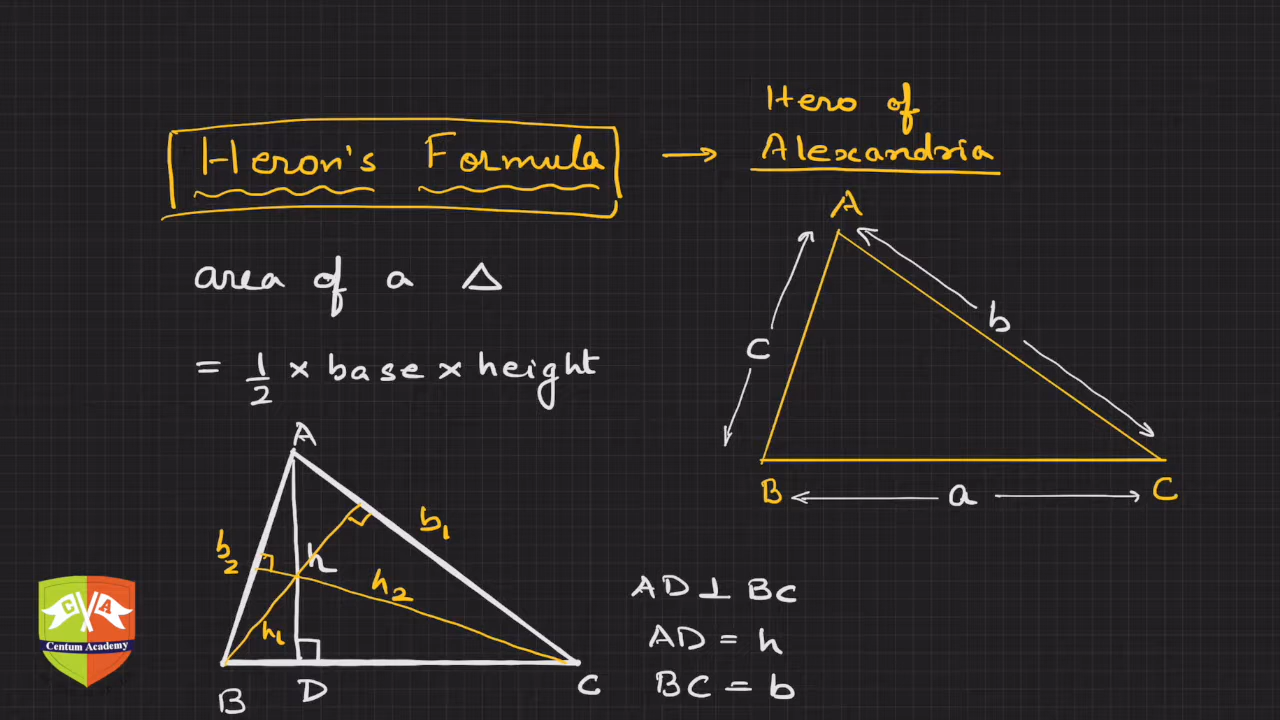 Heron's Formula →
Hero of
Alexandria
area of a Δ
= 1/2 × base × height
A
c
b
B
a
C
A
b₂
b₁
h
h₂
h₁
B
D
C
AD ⊥ BC
AD = h
BC = b
C A
Centum Academy